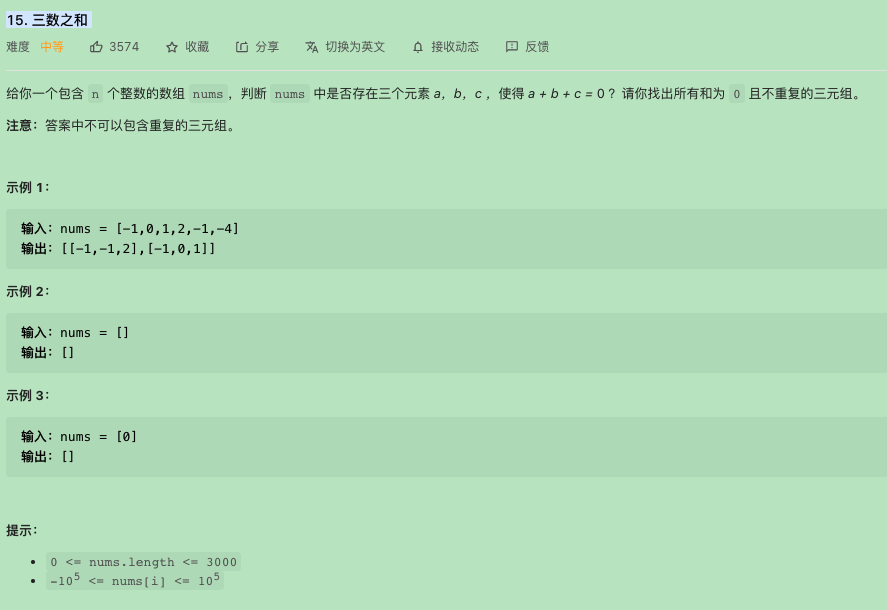 15. 三数之和
难度 中等 3574 收藏 分享 切换为英文 接收动态 反馈
给你一个包含 n 个整数的数组 nums，判断 nums 中是否存在三个元素 a，b，c ，使得 a + b + c = 0 ？请你找出所有和为 0 且不重复的三元组。
注意：答案中不可以包含重复的三元组。
示例 1：
输入：nums = [-1,0,1,2,-1,-4]
输出：[[-1,-1,2],[-1,0,1]]
示例 2：
输入：nums = []
输出：[]
示例 3：
输入：nums = [0]
输出：[]
提示：
• 0 <= nums.length <= 3000
• -10⁵ <= nums[i] <= 10⁵